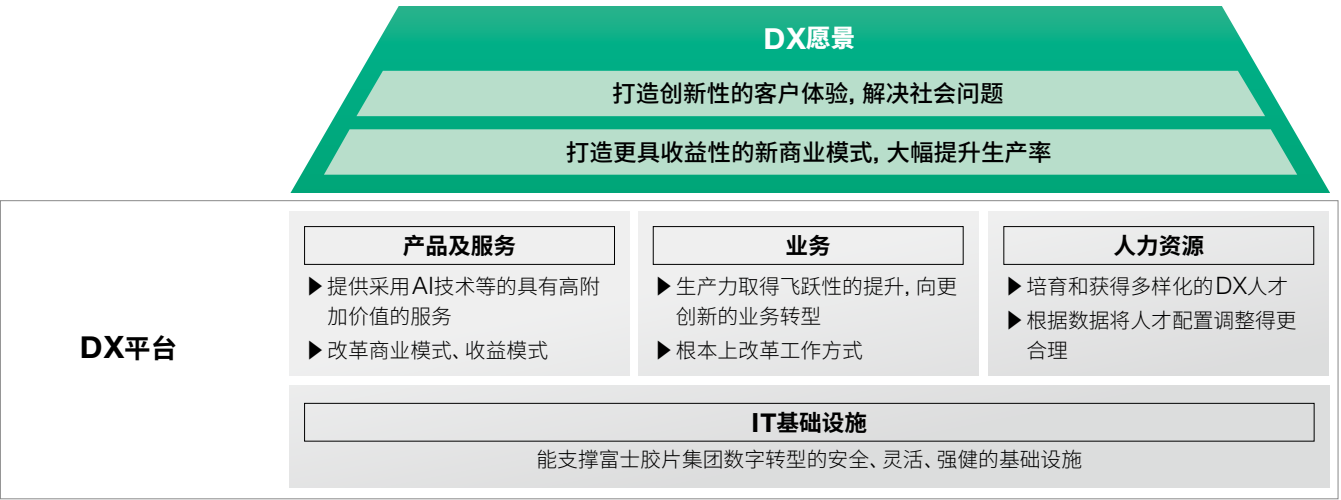 DX愿景
打造创新性的客户体验, 解决社会问题
打造更具收益性的新商业模式, 大幅提升生产率
DX平台
产品及服务
▶提供采用AI技术等的具有高附
加价值的服务
▶改革商业模式、收益模式
业务
▶生产力取得飞跃性的提升, 向更
创新的业务转型
▶根本上改革工作方式
人力资源
▶培育和获得多样化的DX人才
▶根据数据将人才配置调整得更
合理
IT基础设施
能支撑富士胶片集团数字转型的安全、灵活、强健的基础设施